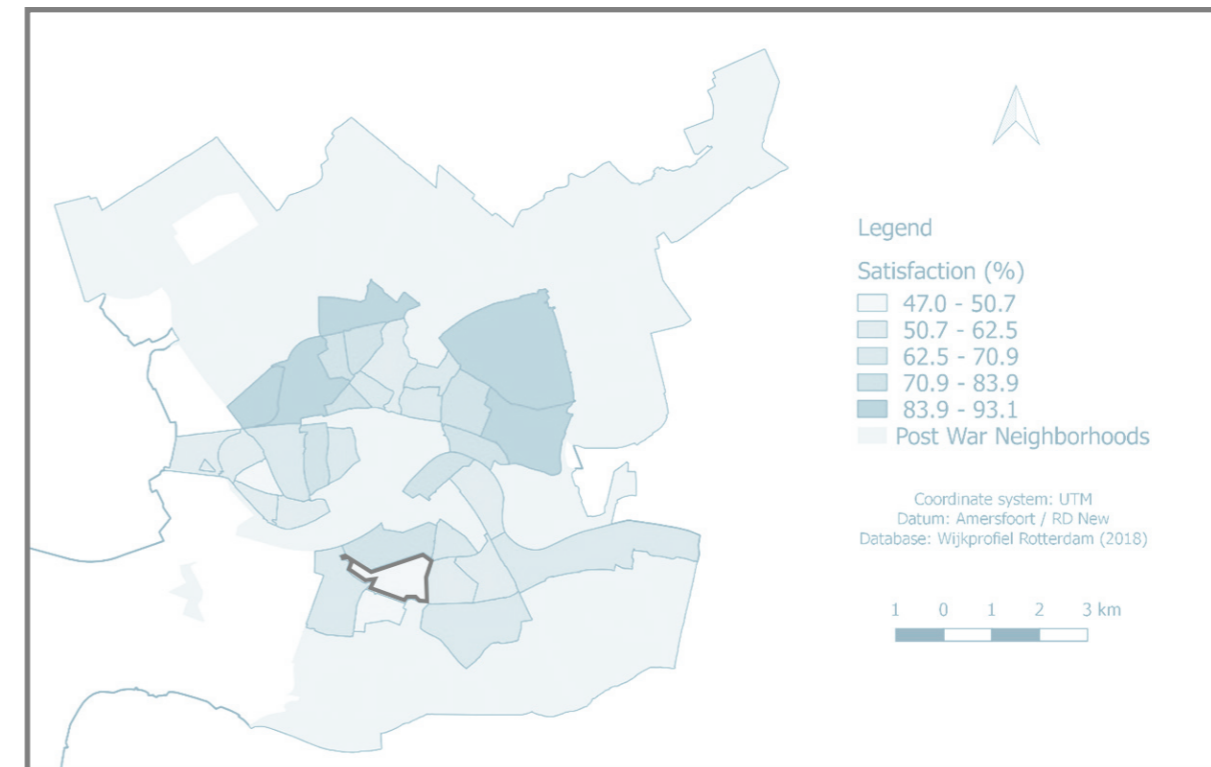 Legend
Satisfaction (%)
47.0 - 50.7
50.7 - 62.5
62.5 - 70.9
70.9 - 83.9
83.9 - 93.1
Post War Neighborhoods
Coordinate system: UTM
Datum: Amersfoort / RD New
Database: Wijkprofiel Rotterdam (2018)
1 0 1 2 3 km